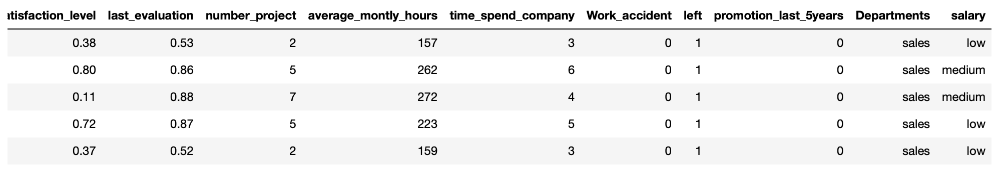 atisfaction_level last_evaluation number_project average_montly_hours time_spend_company Work_accident left promotion_last_5years Departments salary
0.38 0.53 2 157 3 0 1 0 sales low
0.80 0.86 5 262 6 0 1 0 sales medium
0.11 0.88 7 272 4 0 1 0 sales medium
0.72 0.87 5 223 5 0 1 0 sales low
0.37 0.52 2 159 3 0 1 0 sales low